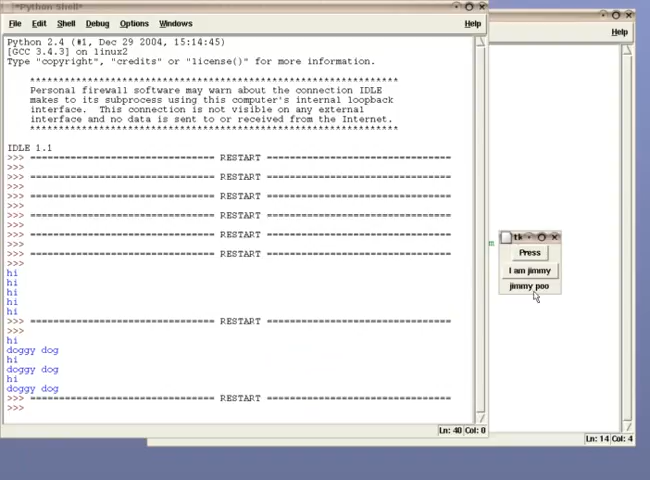 *Python Shell*
File Edit Shell Debug Options Windows Help
Python 2.4 (#1, Dec 29 2004, 15:14:45)
[GCC 3.4.3] on linux2
Type "copyright", "credits" or "license()" for more information.
****************************************************************
Personal firewall software may warn about the connection IDLE
makes to its subprocess using this computer's internal loopback
interface. This connection is not visible on any external
interface and no data is sent to or received from the Internet.
****************************************************************
IDLE 1.1
>>> ================================ RESTART ================================
>>>
>>> ================================ RESTART ================================
>>>
>>> ================================ RESTART ================================
>>>
>>> ================================ RESTART ================================
>>>
>>> ================================ RESTART ================================
>>>
>>> ================================ RESTART ================================
>>>
hi
hi
hi
hi
hi
>>> ================================ RESTART ================================
>>>
hi
doggy dog
hi
doggy dog
hi
doggy dog
>>> ================================ RESTART ================================
>>>
Ln: 40 Col: 0
Help
m
tk
Press
I am jimmy
jimmy poo
Ln: 14 Col: 4